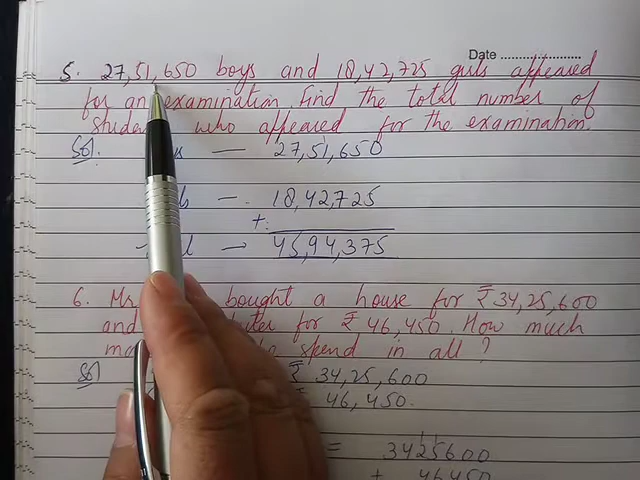 Date ....................
5. 27,51,650 boys and 18,42,725 girls appeared
for an examination. Find the total number of
who appeared for the examination.
Sol. — 27,51,650
— 18,42,725
+
→ 45,94,375
6. Mr bought a house for ₹ 34,25,600
and for ₹ 46,450. How much
spend in all?
Sol ₹ 34,25,600
46,450.
= 3425600
+ 46450